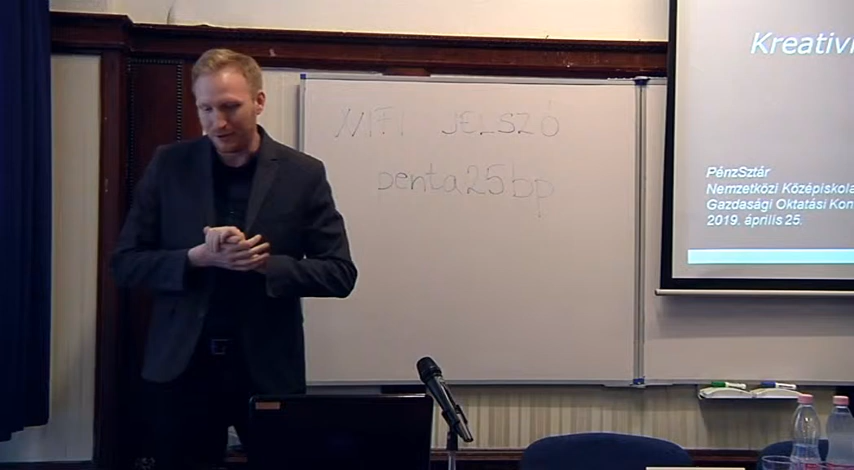 WIFI JELSZÓ
penta25bp
Kreativi
PénzSztár
Nemzetközi Középiskola
Gazdasági Oktatási Kon
2019. április 25.